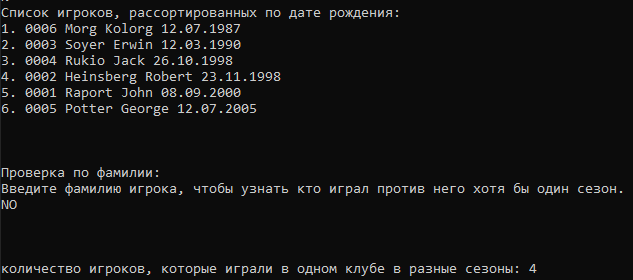 Список игроков, рассортированных по дате рождения:
1. 0006 Morg Kolorg 12.07.1987
2. 0003 Soyer Erwin 12.03.1990
3. 0004 Rukio Jack 26.10.1998
4. 0002 Heinsberg Robert 23.11.1998
5. 0001 Raport John 08.09.2000
6. 0005 Potter George 12.07.2005
Проверка по фамилии:
Введите фамилию игрока, чтобы узнать кто играл против него хотя бы один сезон.
NO
количество игроков, которые играли в одном клубе в разные сезоны: 4